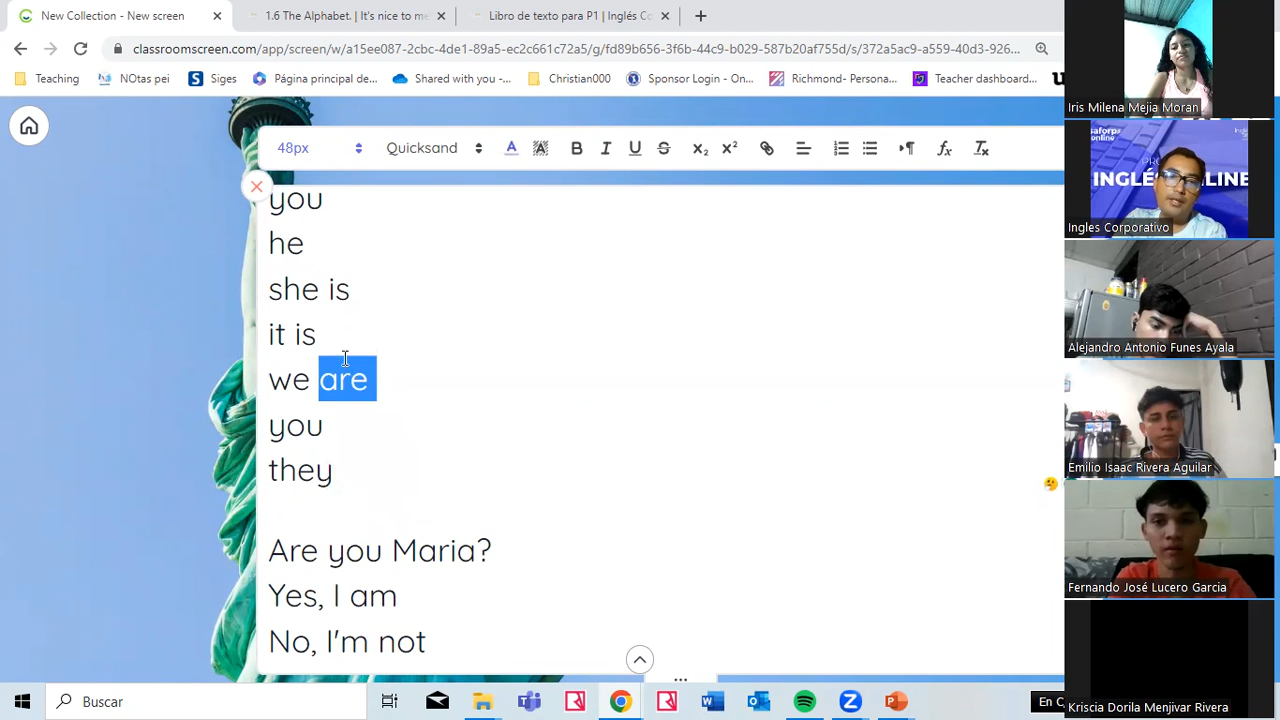 New Collection - New screen
1.6 The Alphabet. | It's nice to m
Libro de texto para P1 | Inglés Co
classroomscreen.com/app/screen/w/a15ee087-2cbc-4de1-89a5-ec2c661c72a5/g/fd89b656-3f6b-44c9-b029-587b20af755d/s/372a5ac9-a559-40d3-926...
Teaching
NOtas pei
Siges
Página principal de...
Shared with you -...
Christian000
Sponsor Login - On...
Richmond- Persona...
Teacher dashboard...
48px
Quicksand
you
he
she is
it is
we are
you
they
Are you Maria?
Yes, I am
No, I'm not
Buscar
Iris Milena Mejia Moran
saforp
online
INGLÉS ONLINE
Ingles Corporativo
Alejandro Antonio Funes Ayala
Emilio Isaac Rivera Aguilar
Fernando José Lucero Garcia
Kriscia Dorila Menjivar Rivera